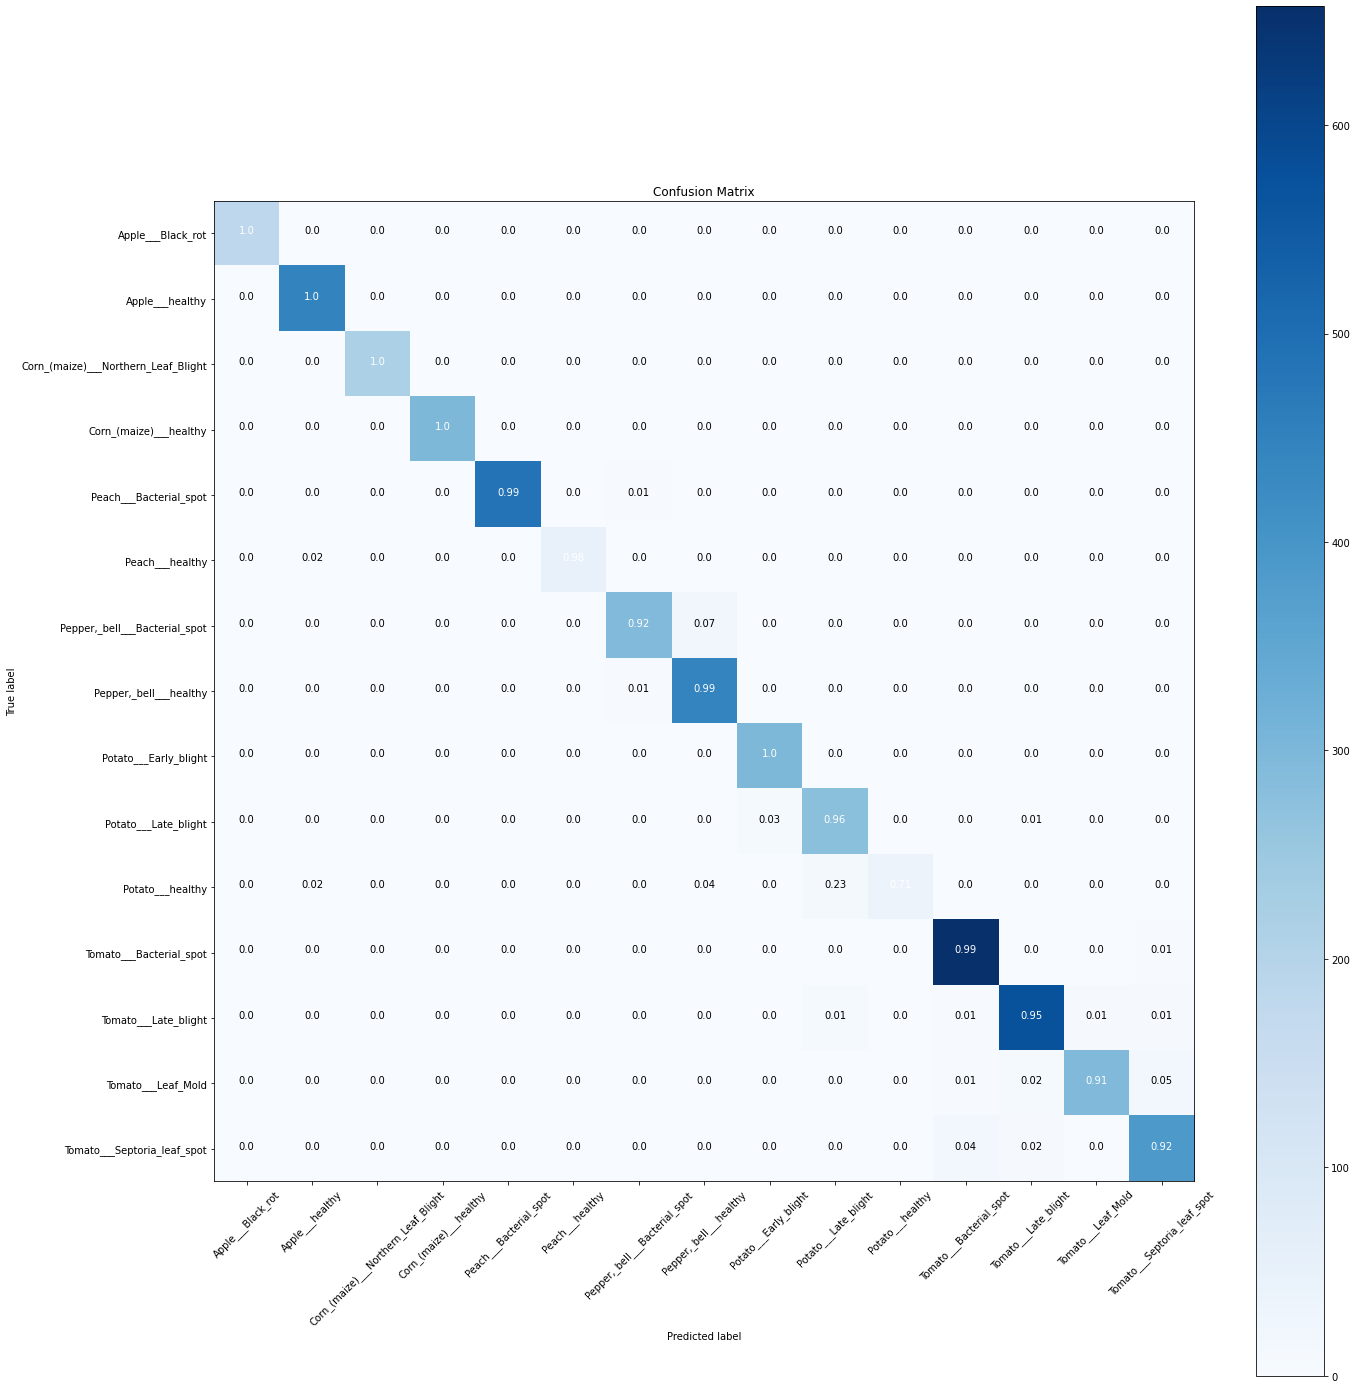 Confusion Matrix
Apple___Black_rot 1.0 0.0 0.0 0.0 0.0 0.0 0.0 0.0 0.0 0.0 0.0 0.0 0.0 0.0 0.0
Apple___healthy 0.0 1.0 0.0 0.0 0.0 0.0 0.0 0.0 0.0 0.0 0.0 0.0 0.0 0.0 0.0
Corn_(maize)___Northern_Leaf_Blight 0.0 0.0 1.0 0.0 0.0 0.0 0.0 0.0 0.0 0.0 0.0 0.0 0.0 0.0 0.0
Corn_(maize)___healthy 0.0 0.0 0.0 1.0 0.0 0.0 0.0 0.0 0.0 0.0 0.0 0.0 0.0 0.0 0.0
Peach___Bacterial_spot 0.0 0.0 0.0 0.0 0.99 0.0 0.01 0.0 0.0 0.0 0.0 0.0 0.0 0.0 0.0
Peach___healthy 0.0 0.02 0.0 0.0 0.0 0.98 0.0 0.0 0.0 0.0 0.0 0.0 0.0 0.0 0.0
Pepper,_bell___Bacterial_spot 0.0 0.0 0.0 0.0 0.0 0.0 0.92 0.07 0.0 0.0 0.0 0.0 0.0 0.0 0.0
Pepper,_bell___healthy 0.0 0.0 0.0 0.0 0.0 0.0 0.01 0.99 0.0 0.0 0.0 0.0 0.0 0.0 0.0
Potato___Early_blight 0.0 0.0 0.0 0.0 0.0 0.0 0.0 0.0 1.0 0.0 0.0 0.0 0.0 0.0 0.0
Potato___Late_blight 0.0 0.0 0.0 0.0 0.0 0.0 0.0 0.0 0.03 0.96 0.0 0.0 0.01 0.0 0.0
Potato___healthy 0.0 0.02 0.0 0.0 0.0 0.0 0.0 0.04 0.0 0.23 0.71 0.0 0.0 0.0 0.0
Tomato___Bacterial_spot 0.0 0.0 0.0 0.0 0.0 0.0 0.0 0.0 0.0 0.0 0.0 0.99 0.0 0.0 0.01
Tomato___Late_blight 0.0 0.0 0.0 0.0 0.0 0.0 0.0 0.0 0.0 0.01 0.0 0.01 0.95 0.01 0.01
Tomato___Leaf_Mold 0.0 0.0 0.0 0.0 0.0 0.0 0.0 0.0 0.0 0.0 0.0 0.01 0.02 0.91 0.05
Tomato___Septoria_leaf_spot 0.0 0.0 0.0 0.0 0.0 0.0 0.0 0.0 0.0 0.0 0.0 0.04 0.02 0.0 0.92
True label
Apple___Black_rot
Apple___healthy
Corn_(maize)___Northern_Leaf_Blight
Corn_(maize)___healthy
Peach___Bacterial_spot
Peach___healthy
Pepper,_bell___Bacterial_spot
Pepper,_bell___healthy
Potato___Early_blight
Potato___Late_blight
Potato___healthy
Tomato___Bacterial_spot
Tomato___Late_blight
Tomato___Leaf_Mold
Tomato___Septoria_leaf_spot
Predicted label
600
500
400
300
200
100
0